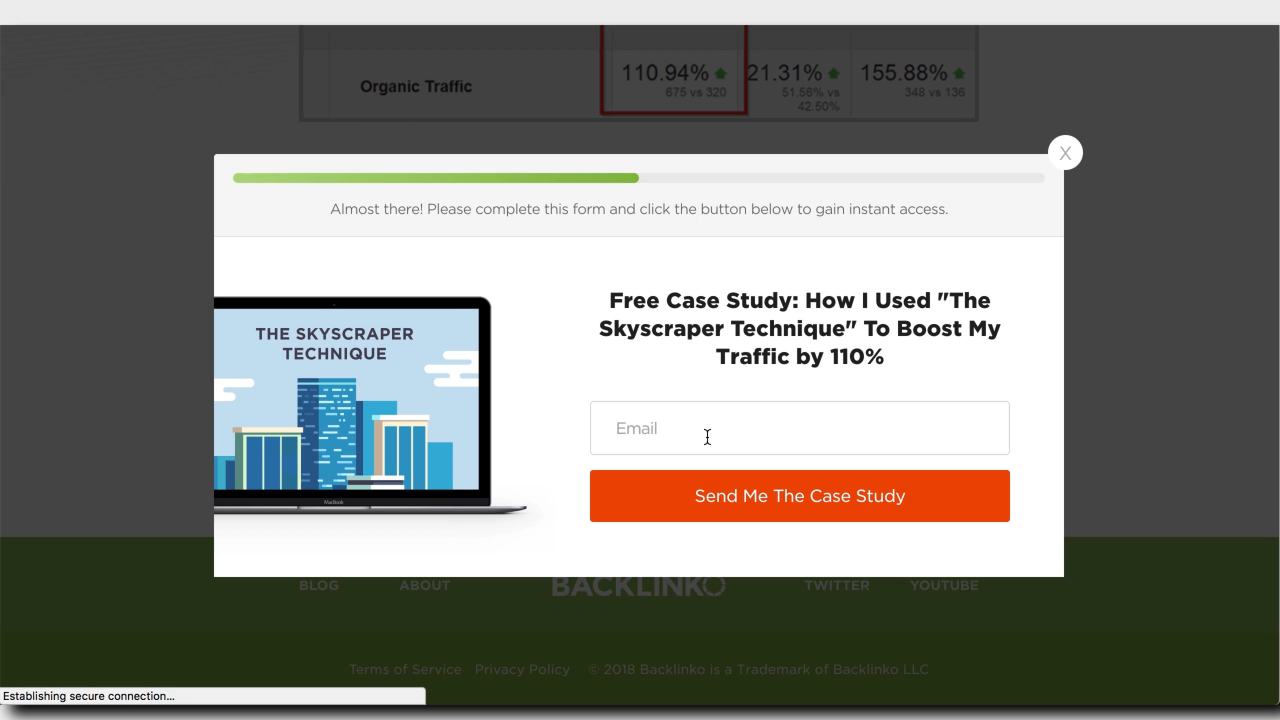 Organic Traffic
110.94%
675 vs 320
21.31%
51.56% vs
42.50%
155.88%
348 vs 136
X
Almost there! Please complete this form and click the button below to gain instant access.
THE SKYSCRAPER
TECHNIQUE
MacBook
Free Case Study: How I Used "The
Skyscraper Technique" To Boost My
Traffic by 110%
Email
Send Me The Case Study
BLOG
ABOUT
BACKLINKO
TWITTER
YOUTUBE
Terms of Service
Privacy Policy
© 2018 Backlinko is a Trademark of Backlinko LLC
Establishing secure connection...